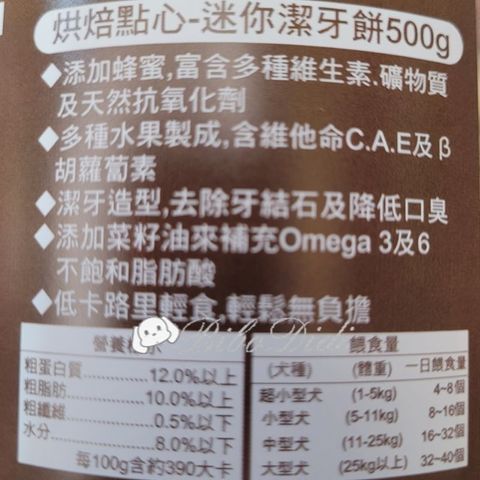 烘焙點心-迷你潔牙餅500g
◆添加蜂蜜,富含多種維生素.礦物質
及天然抗氧化劑
◆多種水果製成,含維他命C.A.E及β
胡蘿蔔素
◆潔牙造型,去除牙結石及降低口臭
◆添加菜籽油來補充Omega 3及6
不飽和脂肪酸
◆低卡路里輕食,輕鬆無負擔
BiboDidi
營養標示
粗蛋白質............12.0%以上
粗脂肪............10.0%以上
粗纖維............0.5%以下
水分............8.0%以下
每100g含約390大卡
餵食量
(犬種) (體重) 一日餵食量
超小型犬 (1-5kg) 4~8個
小型犬 (5-11kg) 8~16個
中型犬 (11-25kg) 16~32個
大型犬 (25kg以上) 32~40個